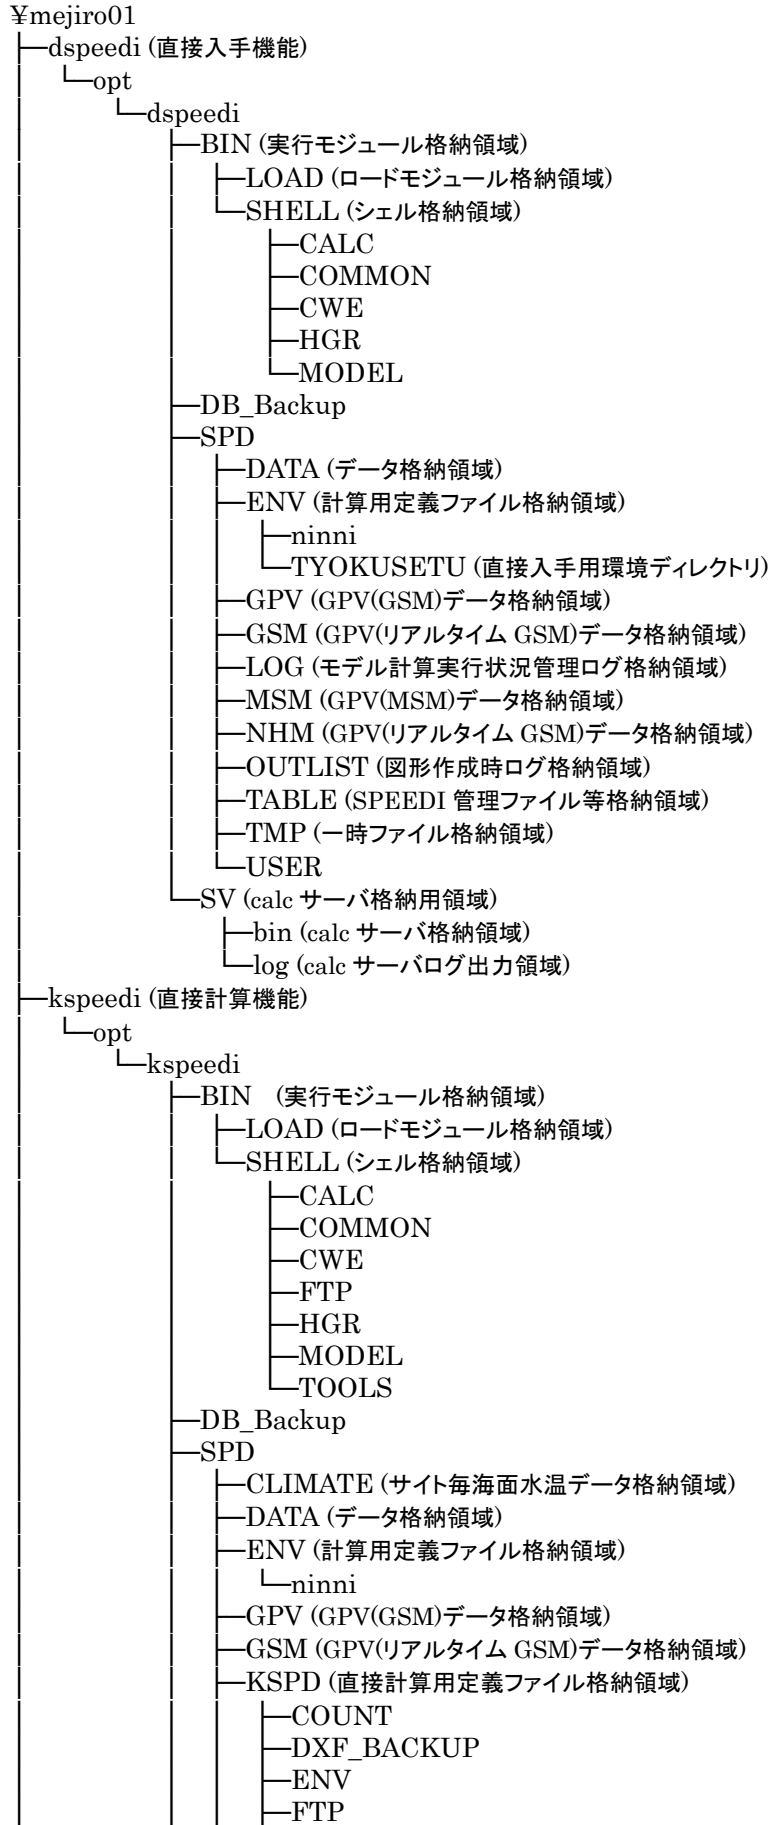 ¥mejiro01
├─dspeedi (直接入手機能)
│  └─opt
│      └─dspeedi
│          ├─BIN (実行モジュール格納領域)
│          │  ├─LOAD (ロードモジュール格納領域)
│          │  └─SHELL (シェル格納領域)
│          │      ├─CALC
│          │      ├─COMMON
│          │      ├─CWE
│          │      ├─HGR
│          │      └─MODEL
│          ├─DB_Backup
│          ├─SPD
│          │  ├─DATA (データ格納領域)
│          │  ├─ENV (計算用定義ファイル格納領域)
│          │  │  ├─ninni
│          │  │  └─TYOKUSETU (直接入手用環境ディレクトリ)
│          │  ├─GPV (GPV(GSM)データ格納領域)
│          │  ├─GSM (GPV(リアルタイム GSM)データ格納領域)
│          │  ├─LOG (モデル計算実行状況管理ログ格納領域)
│          │  ├─MSM (GPV(MSM)データ格納領域)
│          │  ├─NHM (GPV(リアルタイム GSM)データ格納領域)
│          │  ├─OUTLIST (図形作成時ログ格納領域)
│          │  ├─TABLE (SPEEDI 管理ファイル等格納領域)
│          │  ├─TMP (一時ファイル格納領域)
│          │  └─USER
│          └─SV (calc サーバ格納用領域)
│              ├─bin (calc サーバ格納領域)
│              └─log (calc サーバログ出力領域)
├─kspeedi (直接計算機能)
│  └─opt
│      └─kspeedi
│          ├─BIN (実行モジュール格納領域)
│          │  ├─LOAD (ロードモジュール格納領域)
│          │  └─SHELL (シェル格納領域)
│          │      ├─CALC
│          │      ├─COMMON
│          │      ├─CWE
│          │      ├─FTP
│          │      ├─HGR
│          │      ├─MODEL
│          │      └─TOOLS
│          ├─DB_Backup
│          ├─SPD
│          │  ├─CLIMATE (サイト毎海面水温データ格納領域)
│          │  ├─DATA (データ格納領域)
│          │  ├─ENV (計算用定義ファイル格納領域)
│          │  │  └─ninni
│          │  ├─GPV (GPV(GSM)データ格納領域)
│          │  ├─GSM (GPV(リアルタイム GSM)データ格納領域)
│          │  ├─KSPD (直接計算用定義ファイル格納領域)
│          │  │  ├─COUNT
│          │  │  ├─DXF_BACKUP
│          │  │  ├─ENV
│          │  │  ├─FTP